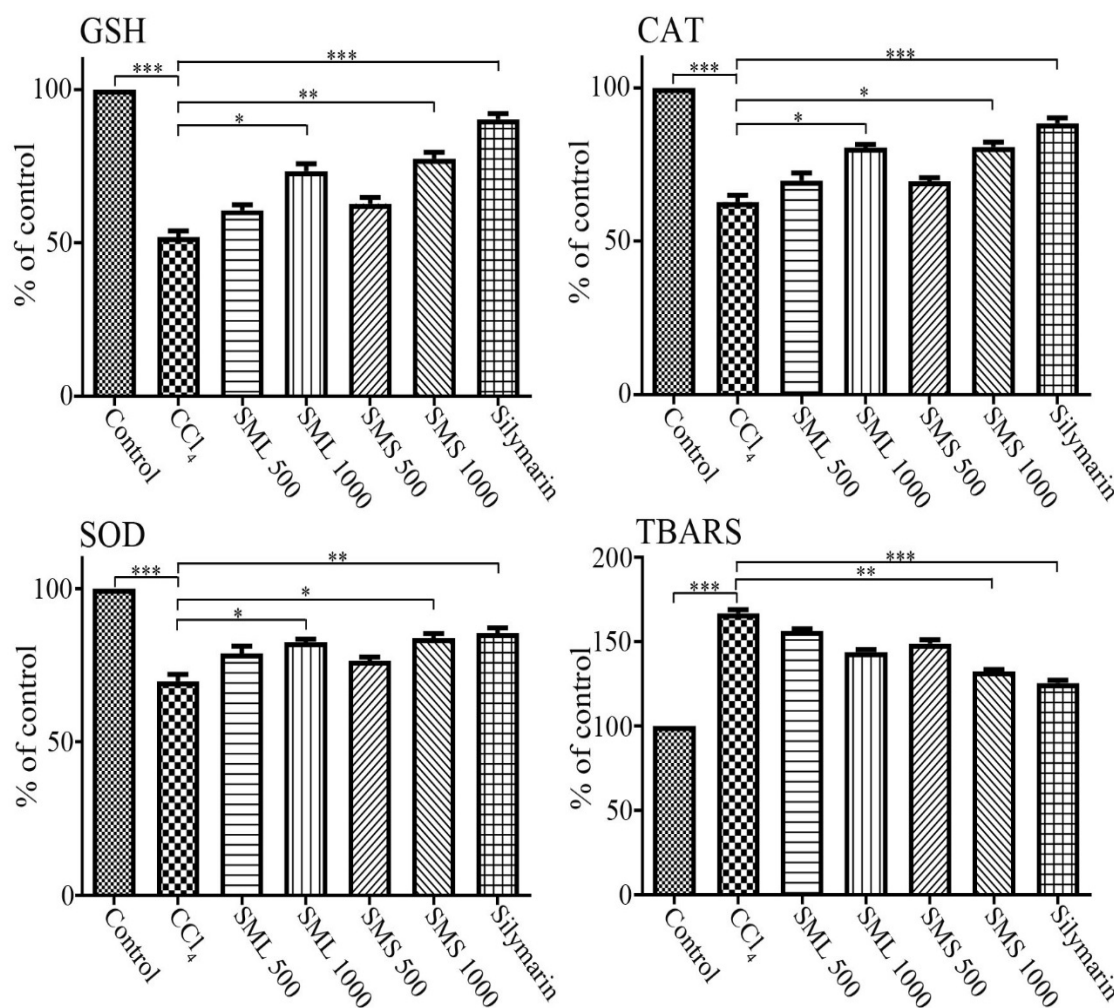 GSH
***
***
**
*
100
50
0
% of control
Control
CCl₄
SML 500
SML 1000
SMS 500
SMS 1000
Silymarin
CAT
***
***
*
*
100
50
0
% of control
Control
CCl₄
SML 500
SML 1000
SMS 500
SMS 1000
Silymarin
SOD
**
***
*
*
100
50
0
% of control
Control
CCl₄
SML 500
SML 1000
SMS 500
SMS 1000
Silymarin
TBARS
***
**
***
200
150
100
50
0
% of control
Control
CCl₄
SML 500
SML 1000
SMS 500
SMS 1000
Silymarin